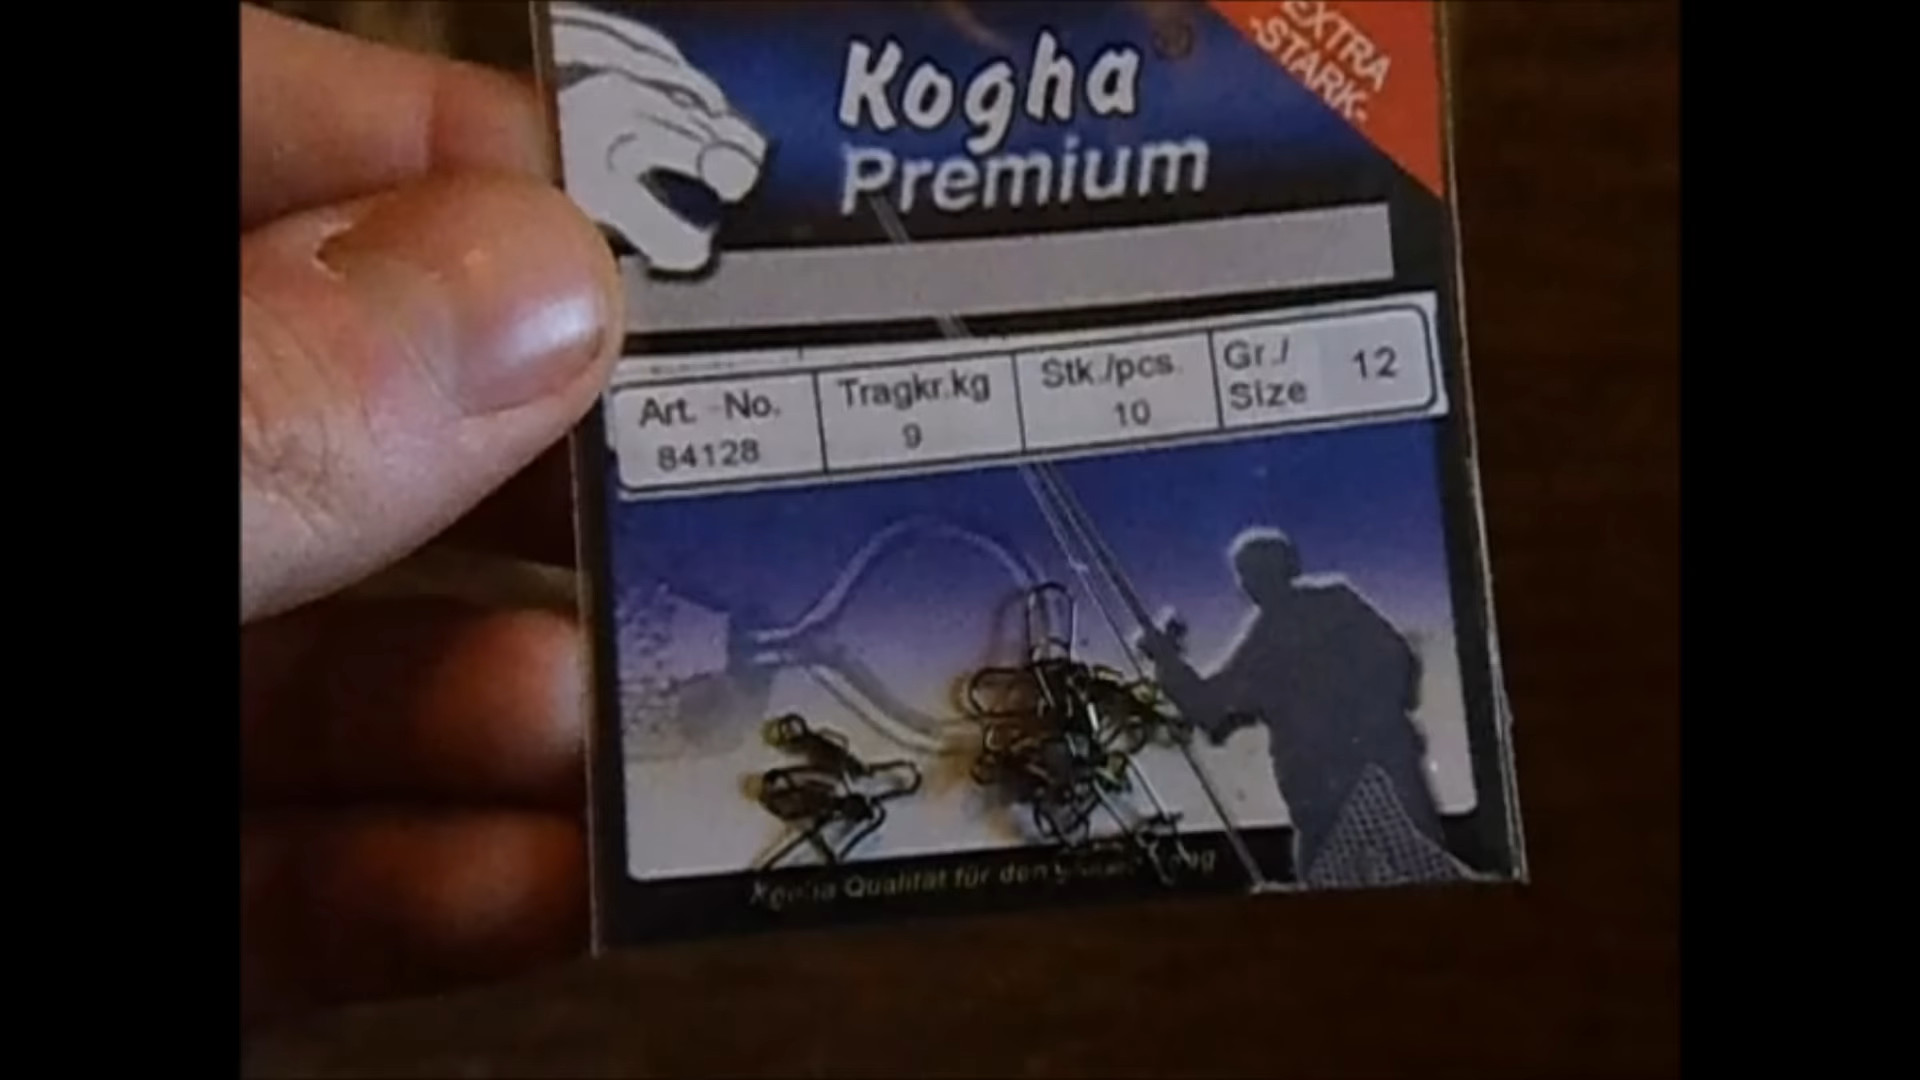 EXTRA
-STARK-
Kogha
Premium
Art. -No.
84128
Tragkr.kg
9
Stk./pcs.
10
Gr./
Size
12
Qualität für den